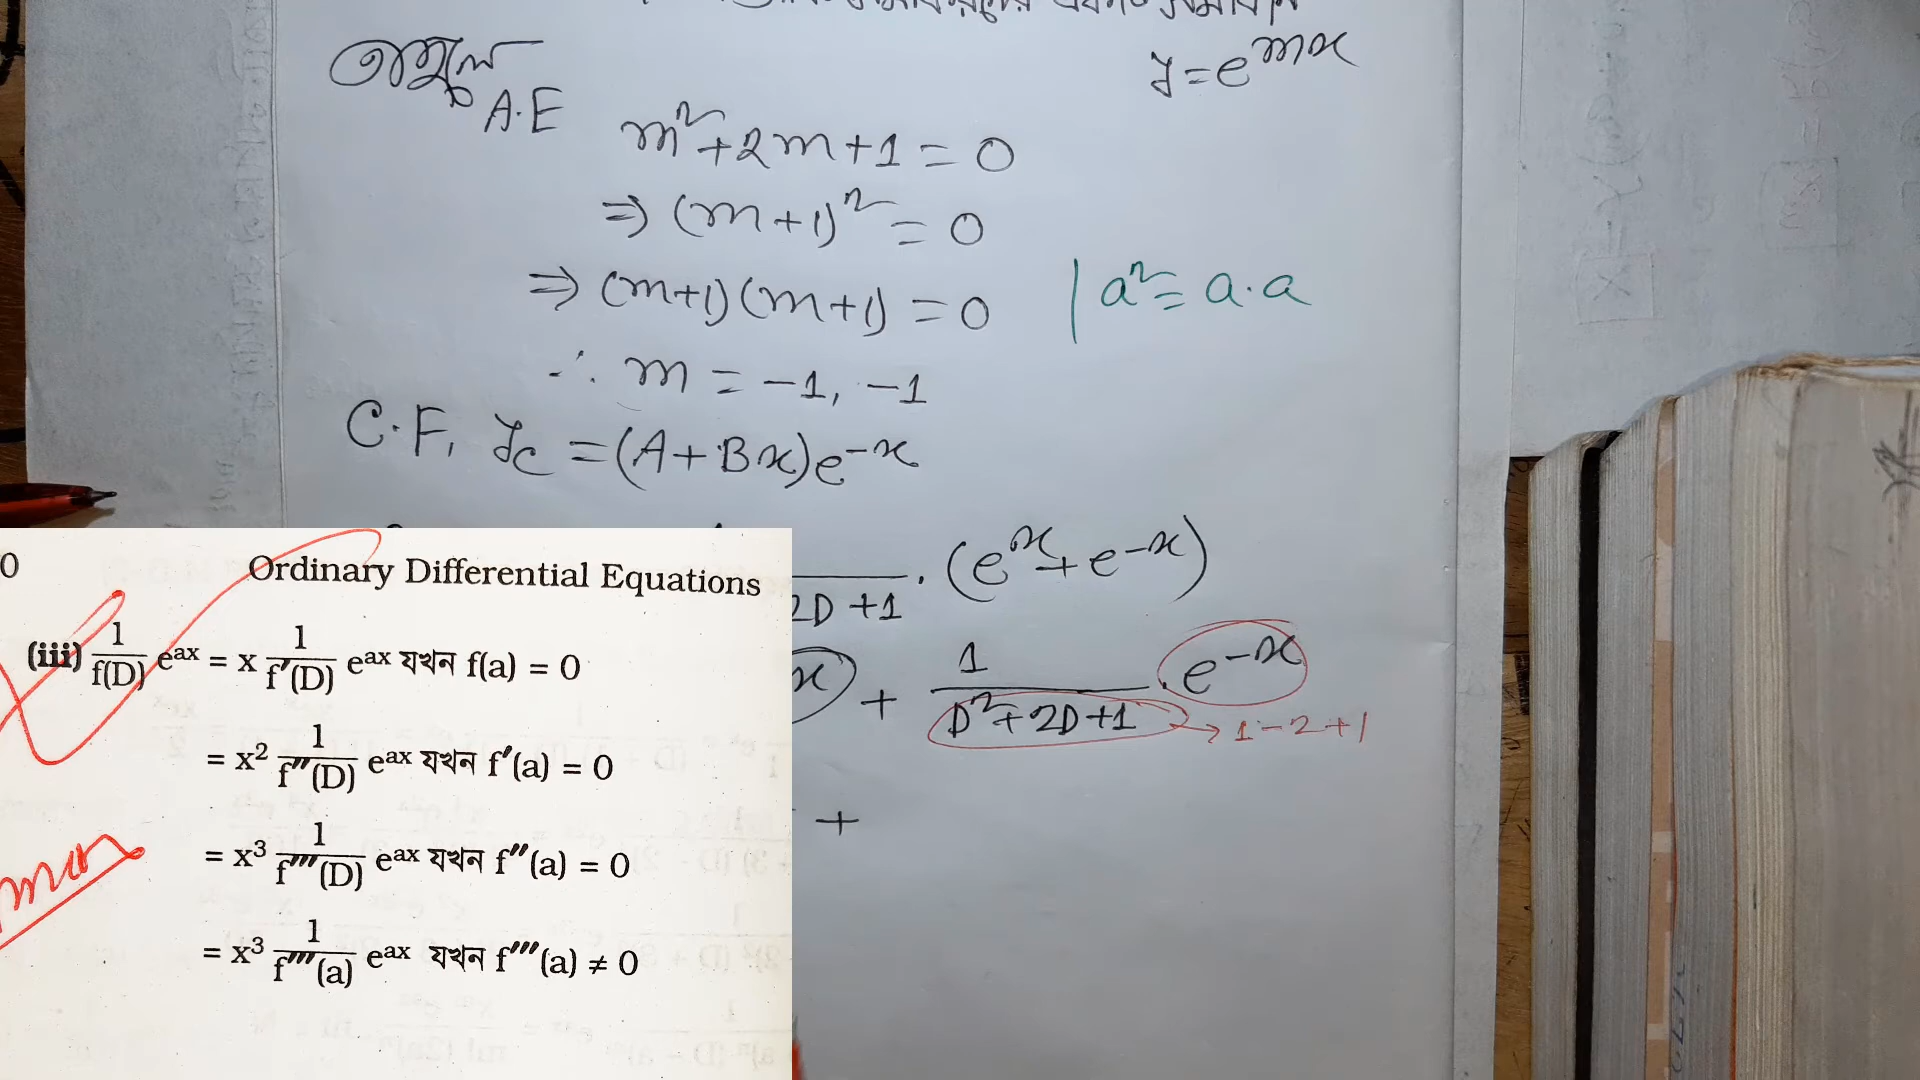 y = e^mx
A.E m² + 2m + 1 = 0
⇒ (m+1)² = 0
⇒ (m+1)(m+1) = 0 | a² = a.a
∴ m = -1, -1
C.F, y_c = (A+Bx)e^-x
2D+1 . (e^x + e^-x)
x) + 1/(D²+2D+1) . e^-x → 1-2+1
+
0
Ordinary Differential Equations
(iii) 1/f(D) e^ax = x 1/f′(D) e^ax যখন f(a) = 0
= x² 1/f″(D) e^ax যখন f′(a) = 0
= x³ 1/f‴(D) e^ax যখন f″(a) = 0
= x³ 1/f‴(a) e^ax যখন f‴(a) ≠ 0